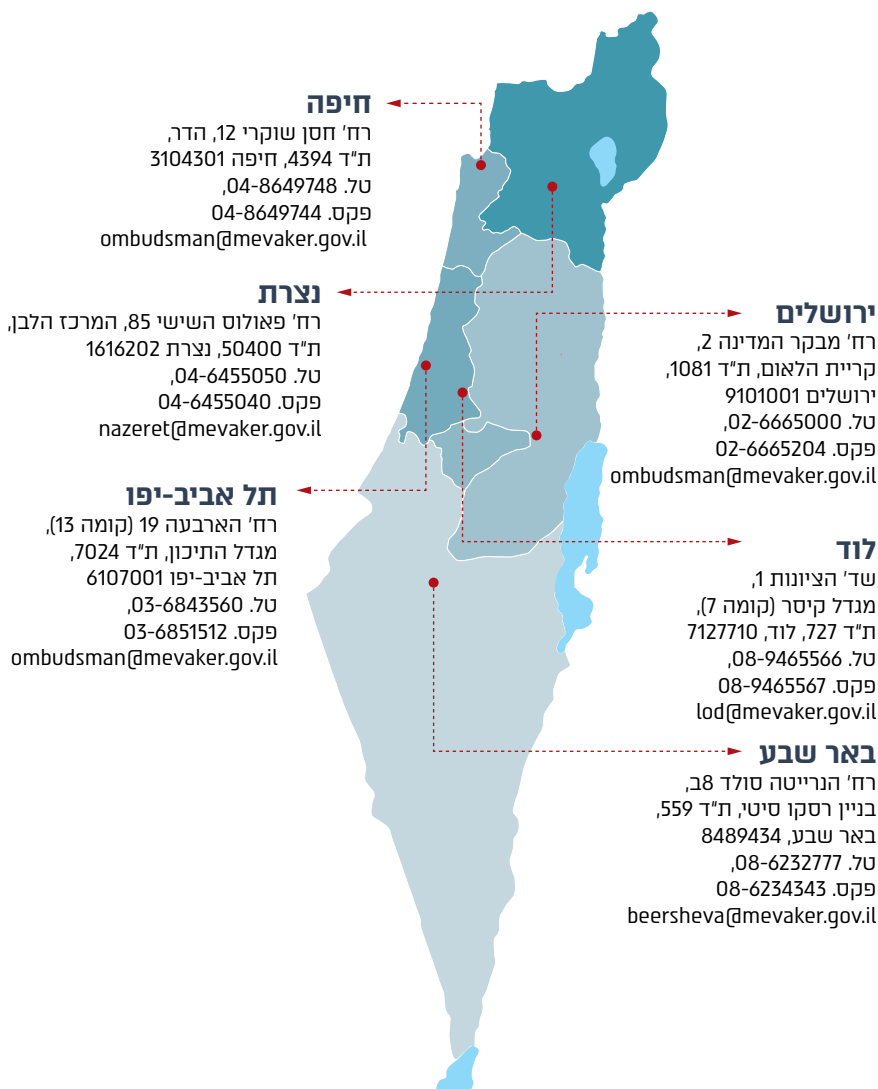 חיפה
רח' חסן שוקרי 12, הדר,
ת"ד 4394, חיפה 3104301
טל. 04-8649748,
פקס. 04-8649744
ombudsman@mevaker.gov.il
נצרת
רח' פאולוס השישי 85, המרכז הלבן,
ת"ד 50400, נצרת 1616202
טל. 04-6455050,
פקס. 04-6455040
nazeret@mevaker.gov.il
תל אביב-יפו
רח' הארבעה 19 (קומה 13),
מגדל התיכון, ת"ד 7024,
תל אביב-יפו 6107001
טל. 03-6843560,
פקס. 03-6851512
ombudsman@mevaker.gov.il
ירושלים
רח' מבקר המדינה 2,
קריית הלאום, ת"ד 1081,
ירושלים 9101001
טל. 02-6665000,
פקס. 02-6665204
ombudsman@mevaker.gov.il
לוד
שד' הציונות 1,
מגדל קיסר (קומה 7),
ת"ד 727, לוד, 7127710
טל. 08-9465566,
פקס. 08-9465567
lod@mevaker.gov.il
באר שבע
רח' הנרייטה סולד 8ב,
בניין רסקו סיטי, ת"ד 559,
באר שבע, 8489434
טל. 08-6232777,
פקס. 08-6234343
beersheva@mevaker.gov.il